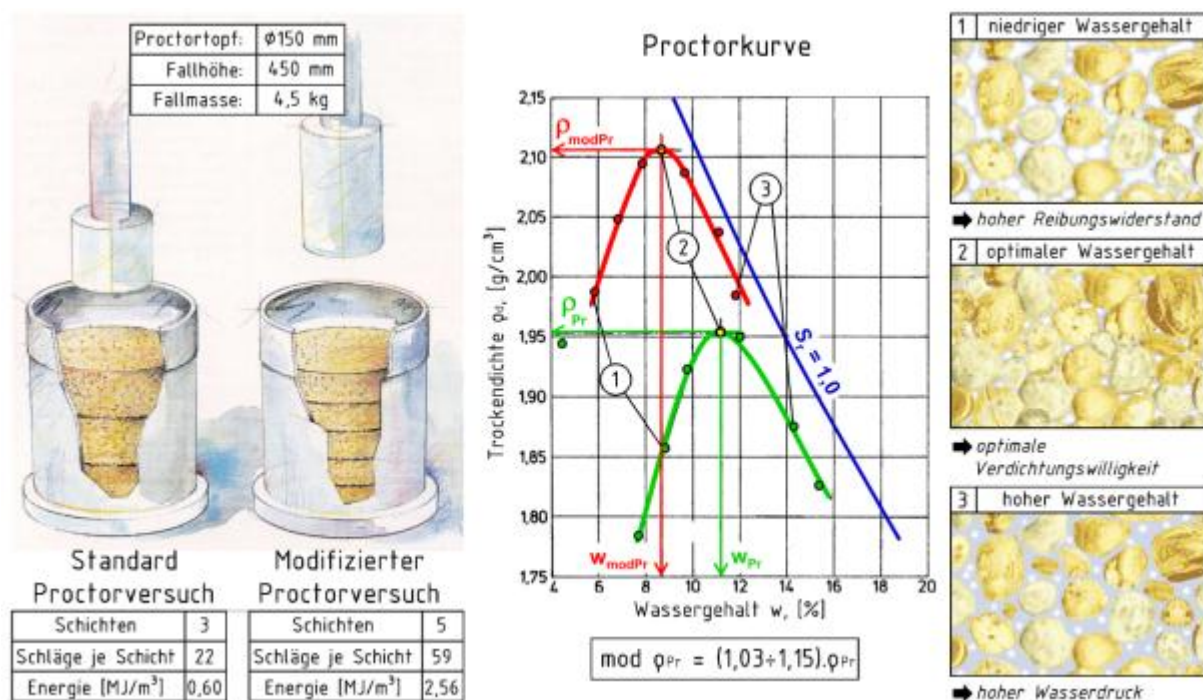 Proctortopf: Φ150 mm
Fallhöhe: 450 mm
Fallmasse: 4,5 kg
Standard
Proctorversuch
Schichten 3
Schläge je Schicht 22
Energie [MJ/m³] 0,60
Modifizierter
Proctorversuch
Schichten 5
Schläge je Schicht 59
Energie [MJ/m³] 2,56
Proctorkurve
Trockendichte ρd, [g/cm³]
2,15
2,10
2,05
2,00
1,95
1,90
1,85
1,80
1,75
ρmodPr
ρPr
1
2
3
Sr = 1,0
wmodPr
wPr
4 6 8 10 12 14 16 18 20
Wassergehalt w, [%]
mod ρPr = (1,03÷1,15).ρPr
1 niedriger Wassergehalt
➡ hoher Reibungswiderstand
2 optimaler Wassergehalt
➡ optimale
Verdichtungswilligkeit
3 hoher Wassergehalt
➡ hoher Wasserdruck